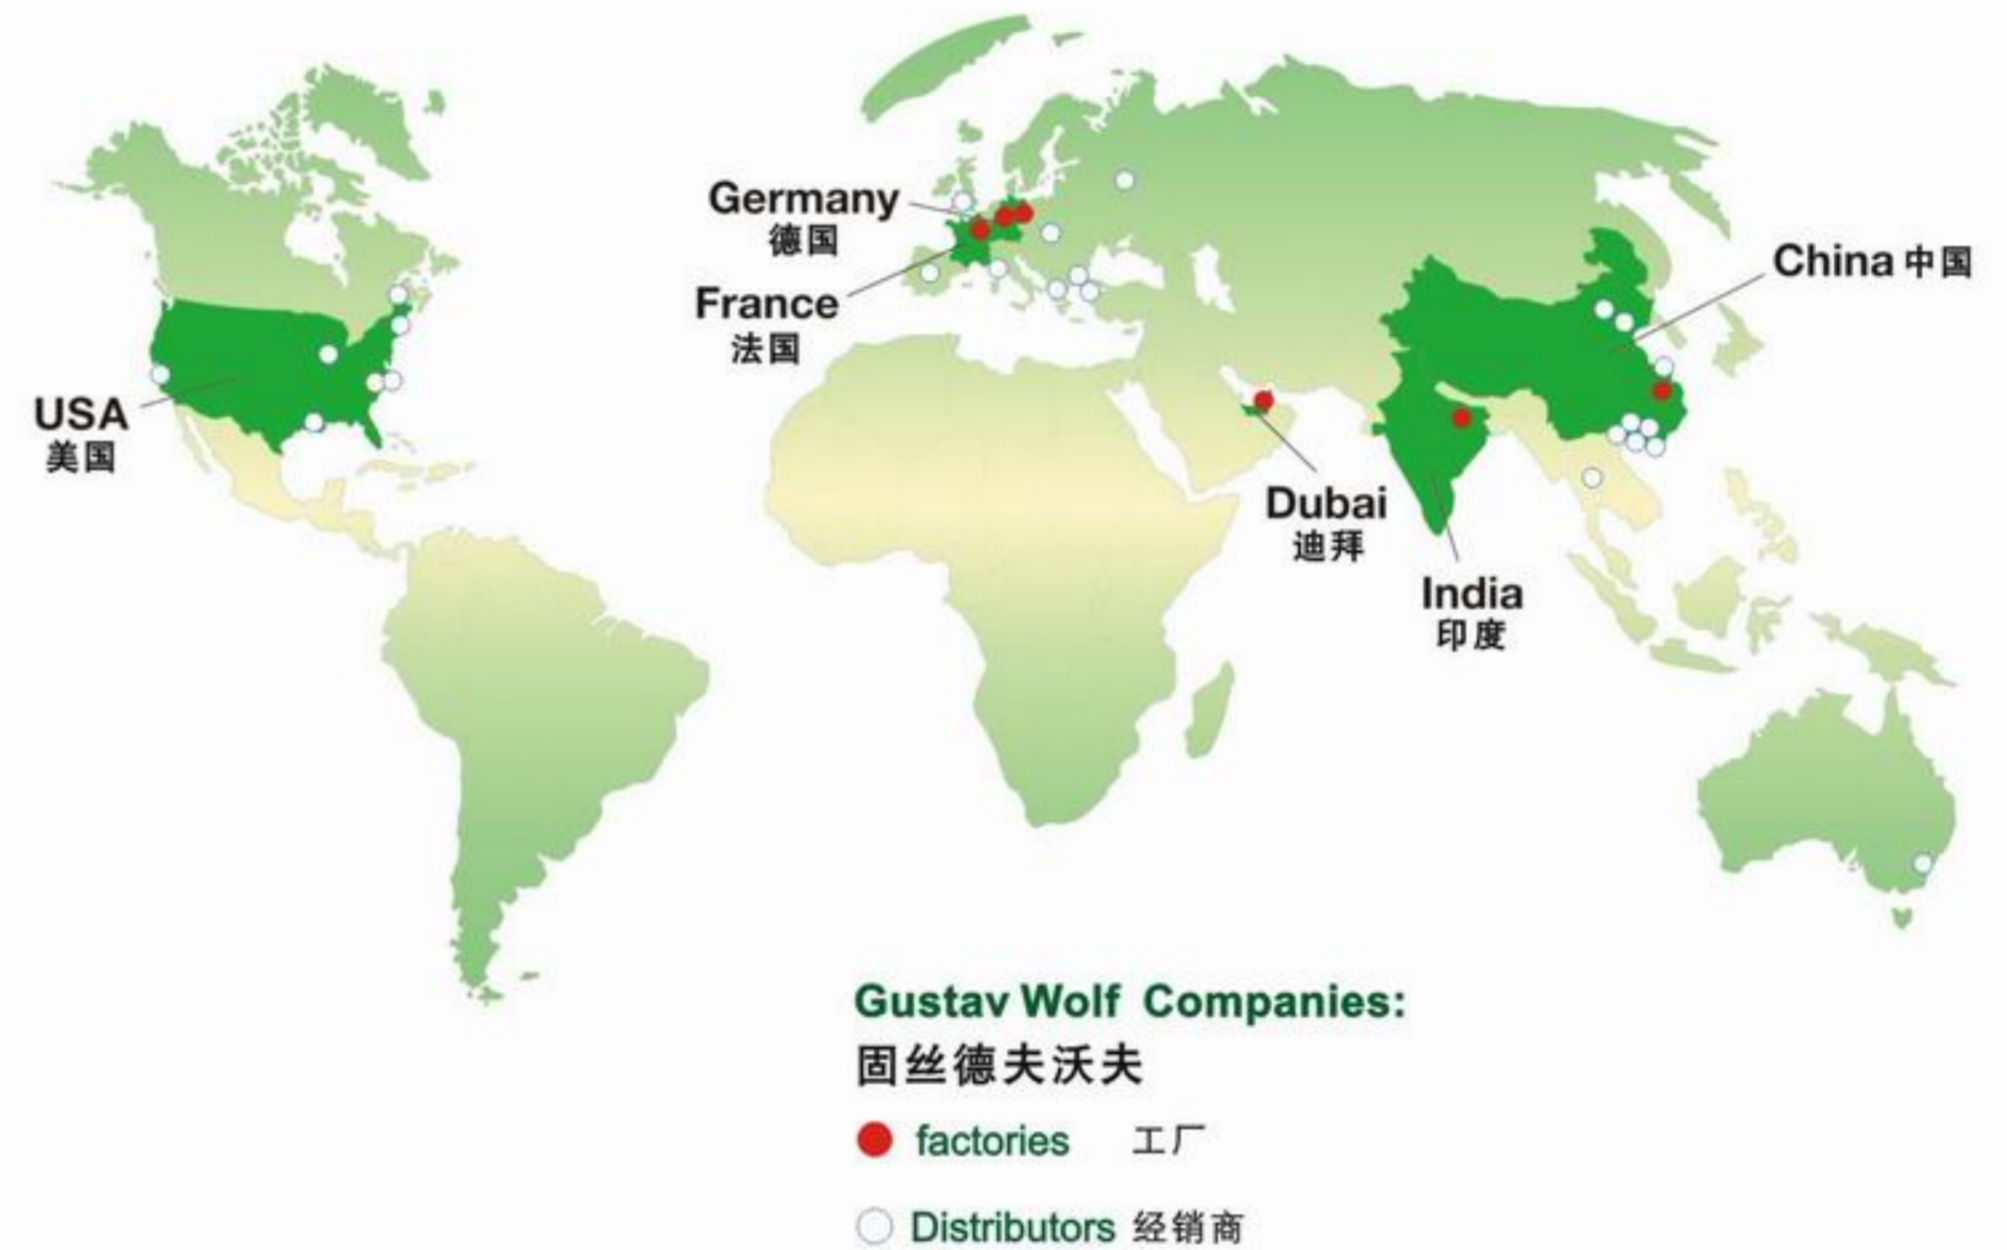 Germany
德国
France
法国
USA
美国
China 中国
Dubai
迪拜
India
印度
Gustav Wolf Companies:
固丝德夫沃夫
factories 工厂
Distributors 经销商